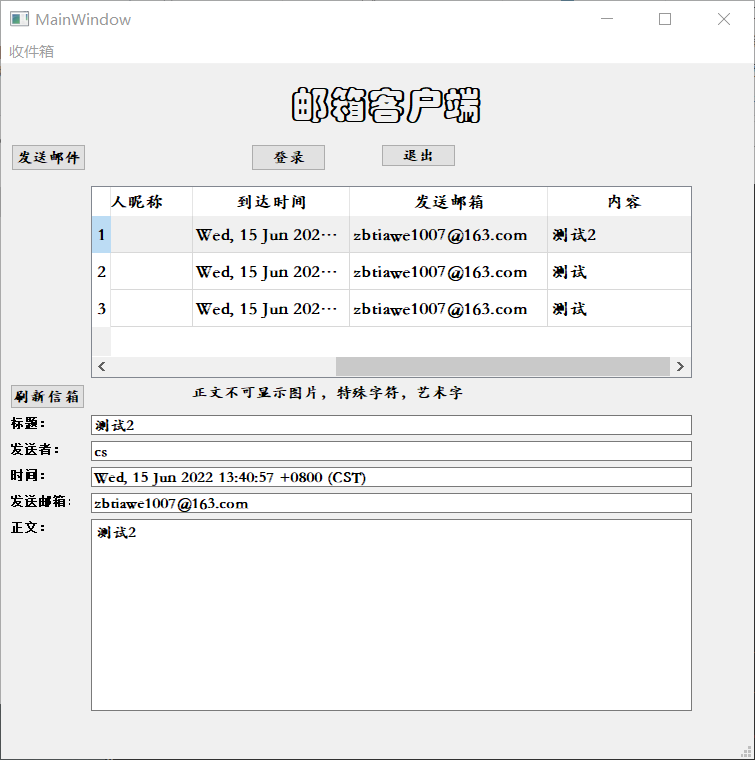 MainWindow
收件箱
邮箱客户端
发送邮件 登录 退出
人昵称 到达时间 发送邮箱 内容
1 Wed, 15 Jun 202… zbtiawe1007@163.com 测试2
2 Wed, 15 Jun 202… zbtiawe1007@163.com 测试
3 Wed, 15 Jun 202… zbtiawe1007@163.com 测试
刷新信箱 正文不可显示图片，特殊字符，艺术字
标题： 测试2
发送者： cs
时间： Wed, 15 Jun 2022 13:40:57 +0800 (CST)
发送邮箱： zbtiawe1007@163.com
正文： 测试2